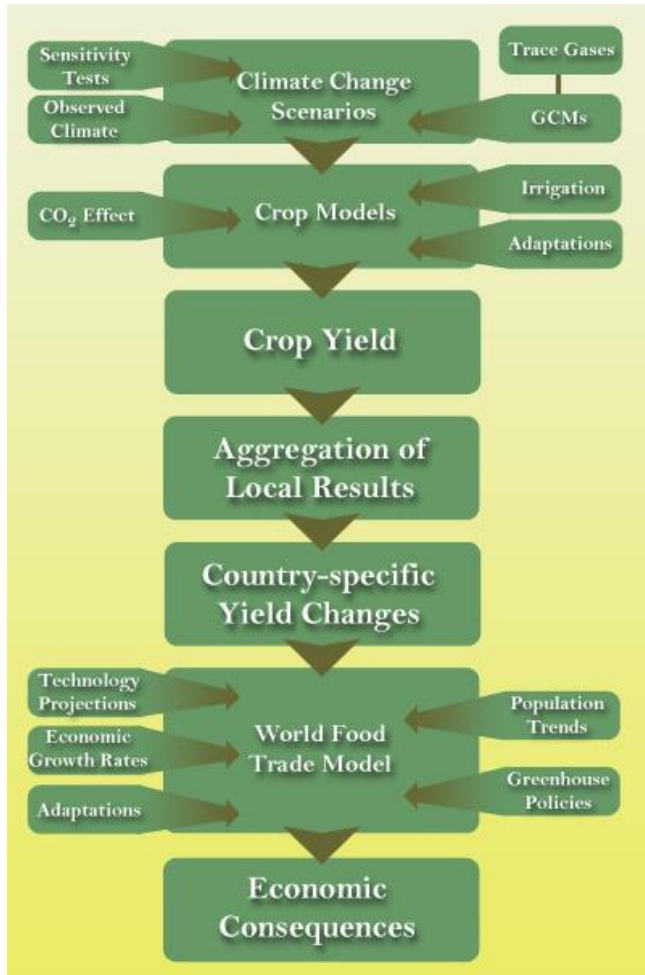 Sensitivity
Tests
Observed
Climate
Climate Change
Scenarios
Trace Gases
GCMs
CO₂ Effect
Crop Models
Irrigation
Adaptations
Crop Yield
Aggregation of
Local Results
Country-specific
Yield Changes
Technology
Projections
Economic
Growth Rates
Adaptations
World Food
Trade Model
Population
Trends
Greenhouse
Policies
Economic
Consequences